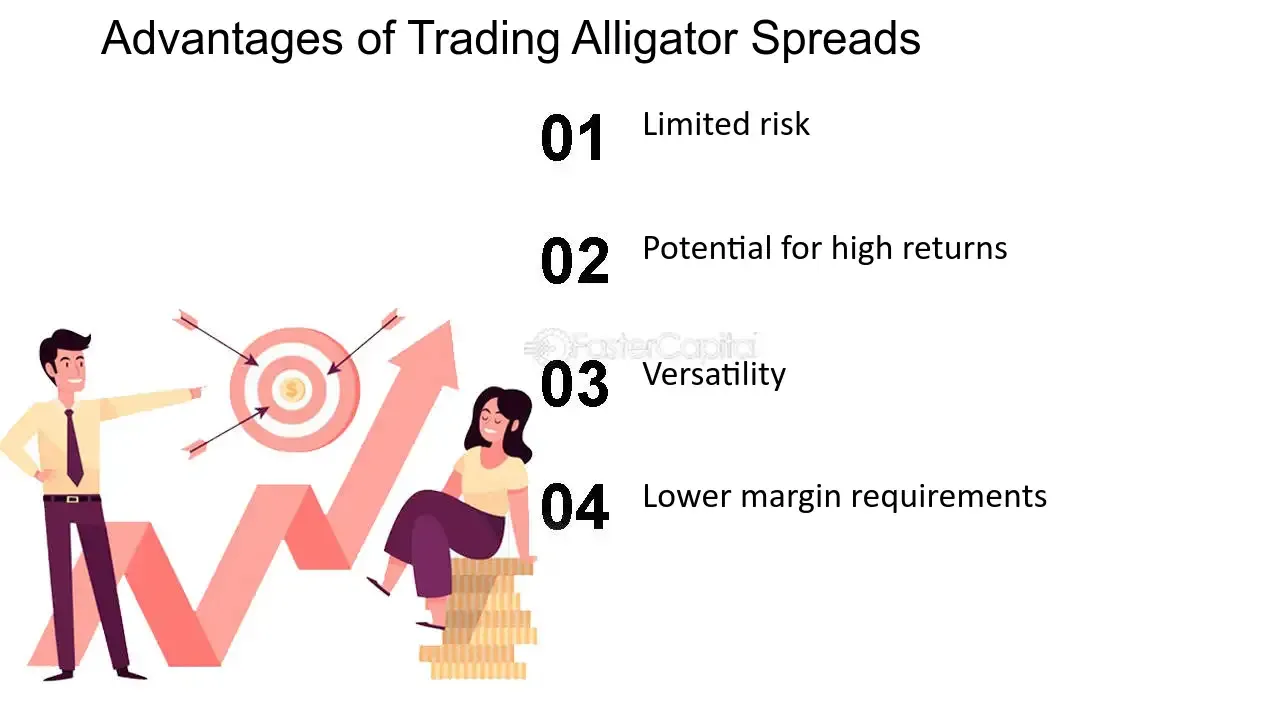 Advantages of Trading Alligator Spreads
01 Limited risk
02 Potential for high returns
FasterCapital
03 Versatility
$
04 Lower margin requirements